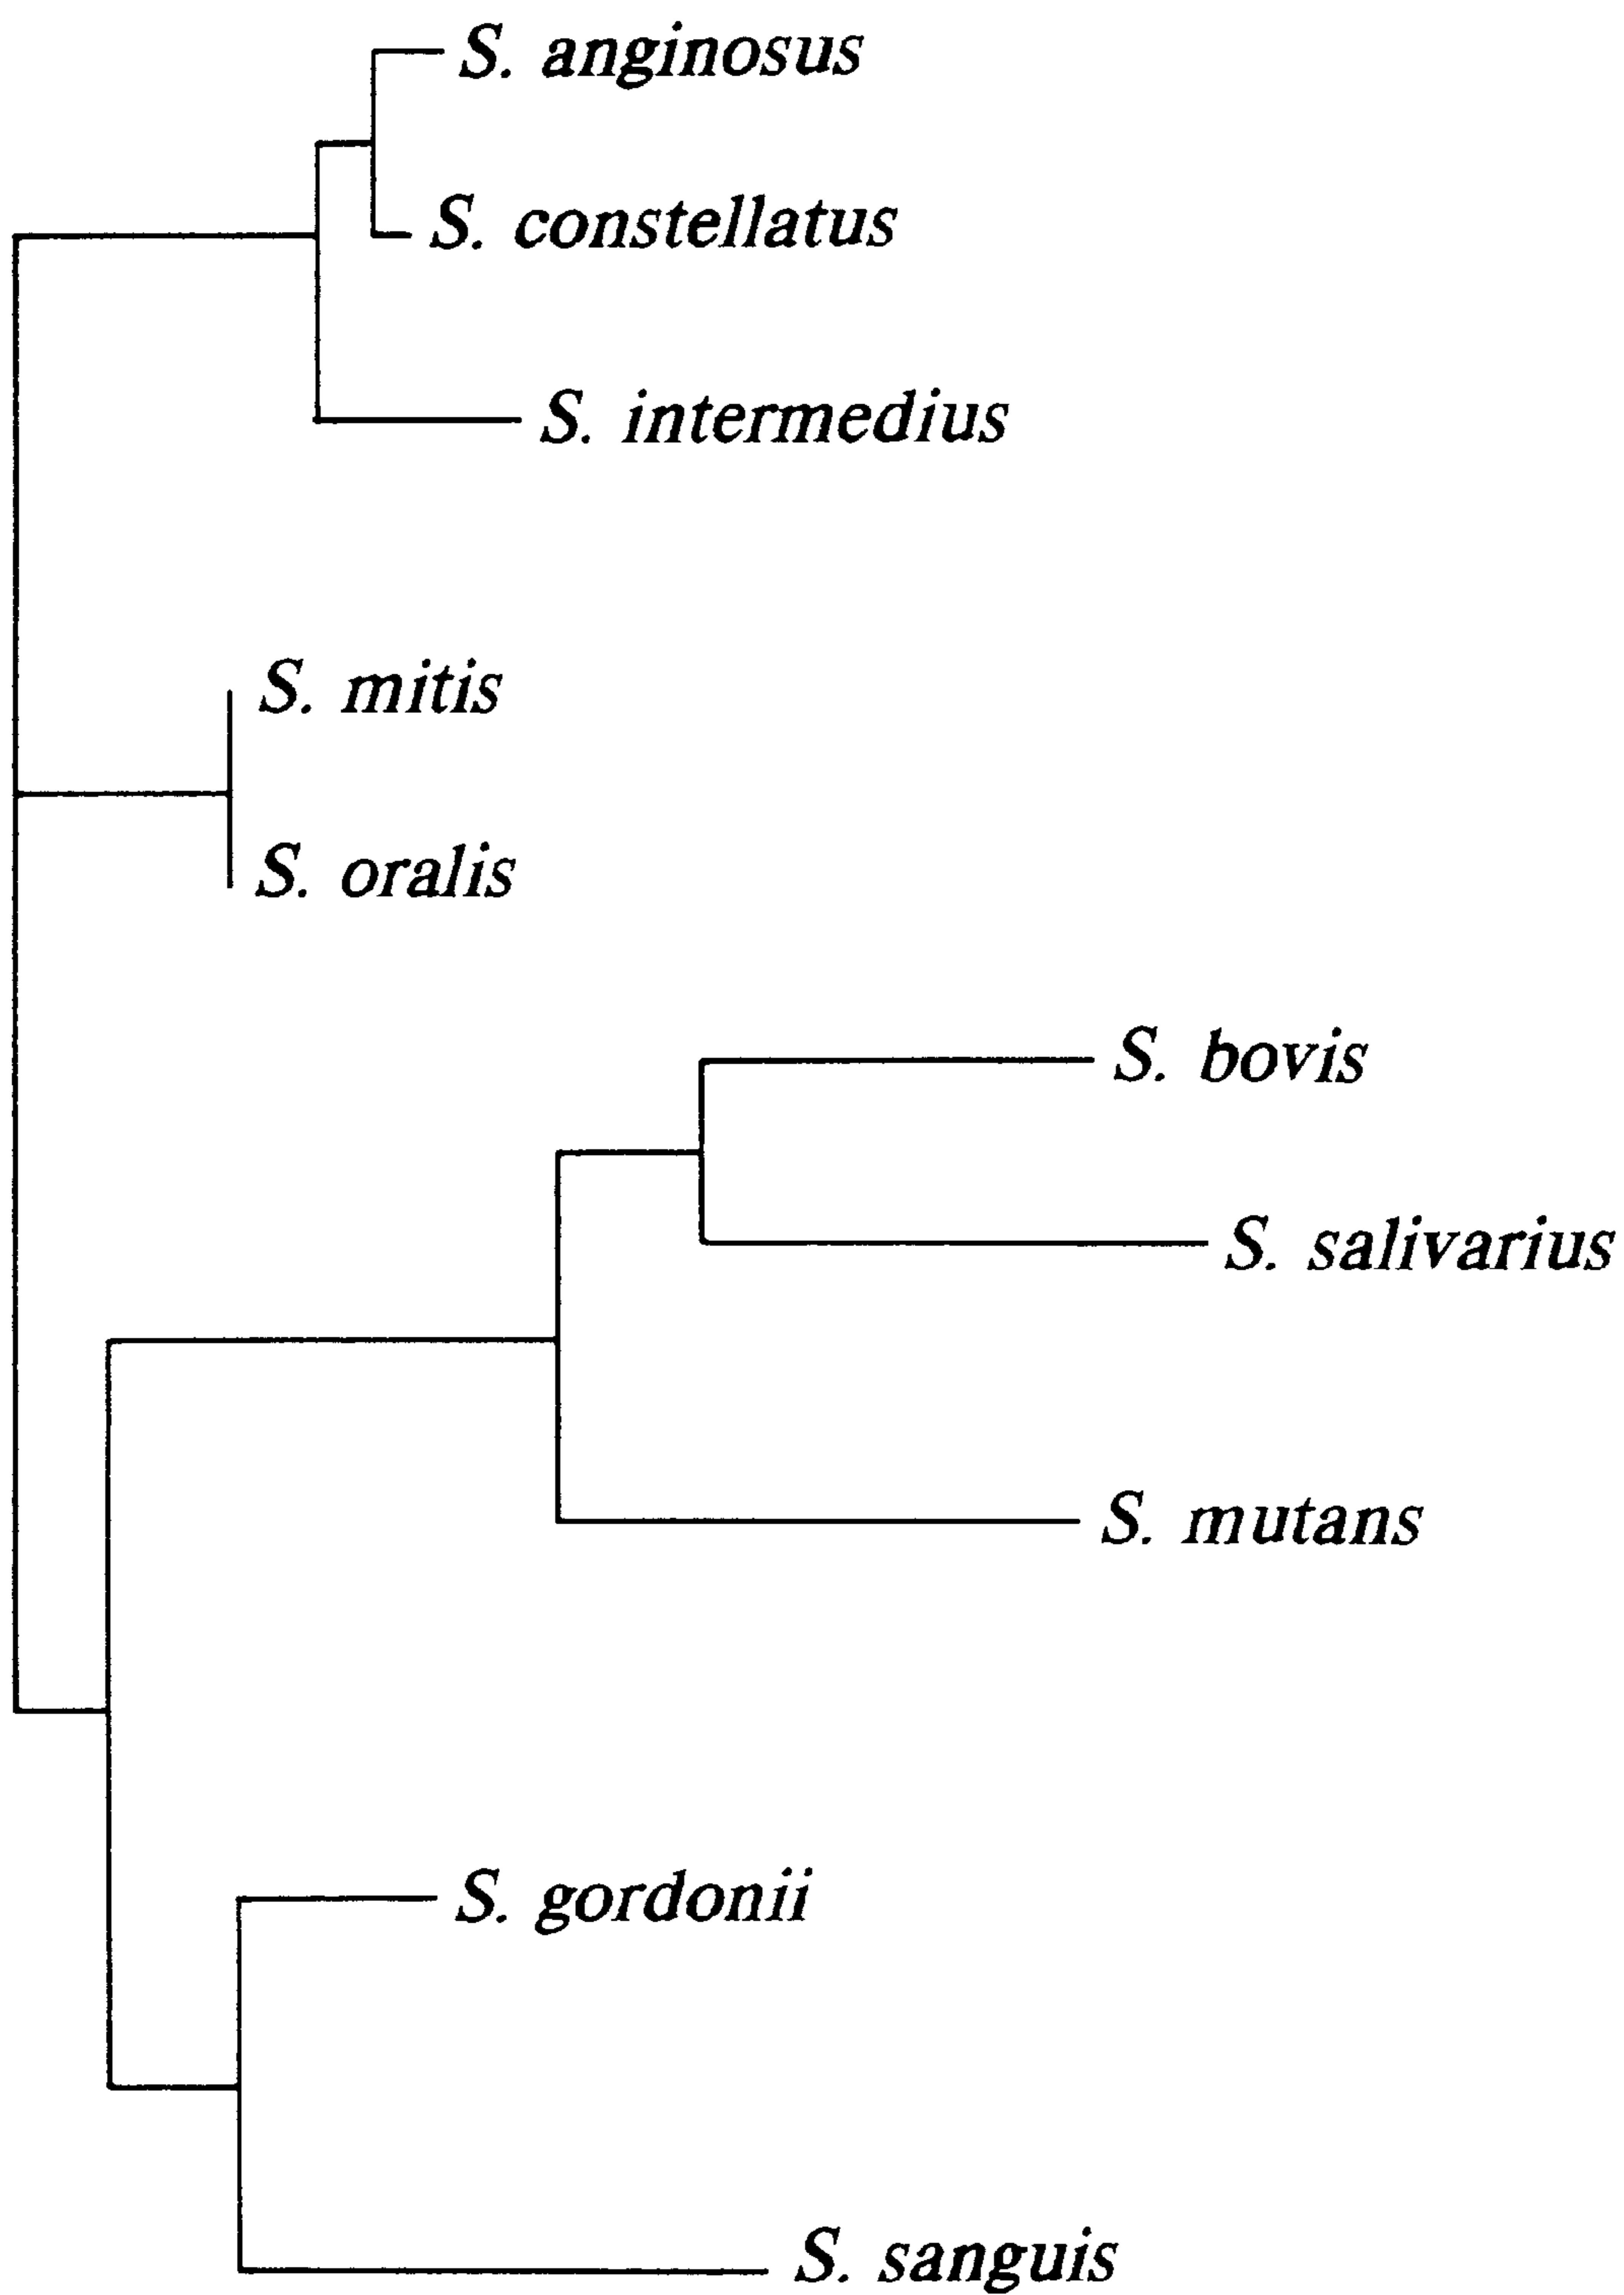 S. anginosus
S. constellatus
S. intermedius
S. mitis
S. oralis
S. bovis
S. salivarius
S. mutans
S. gordonii
S. sanguis